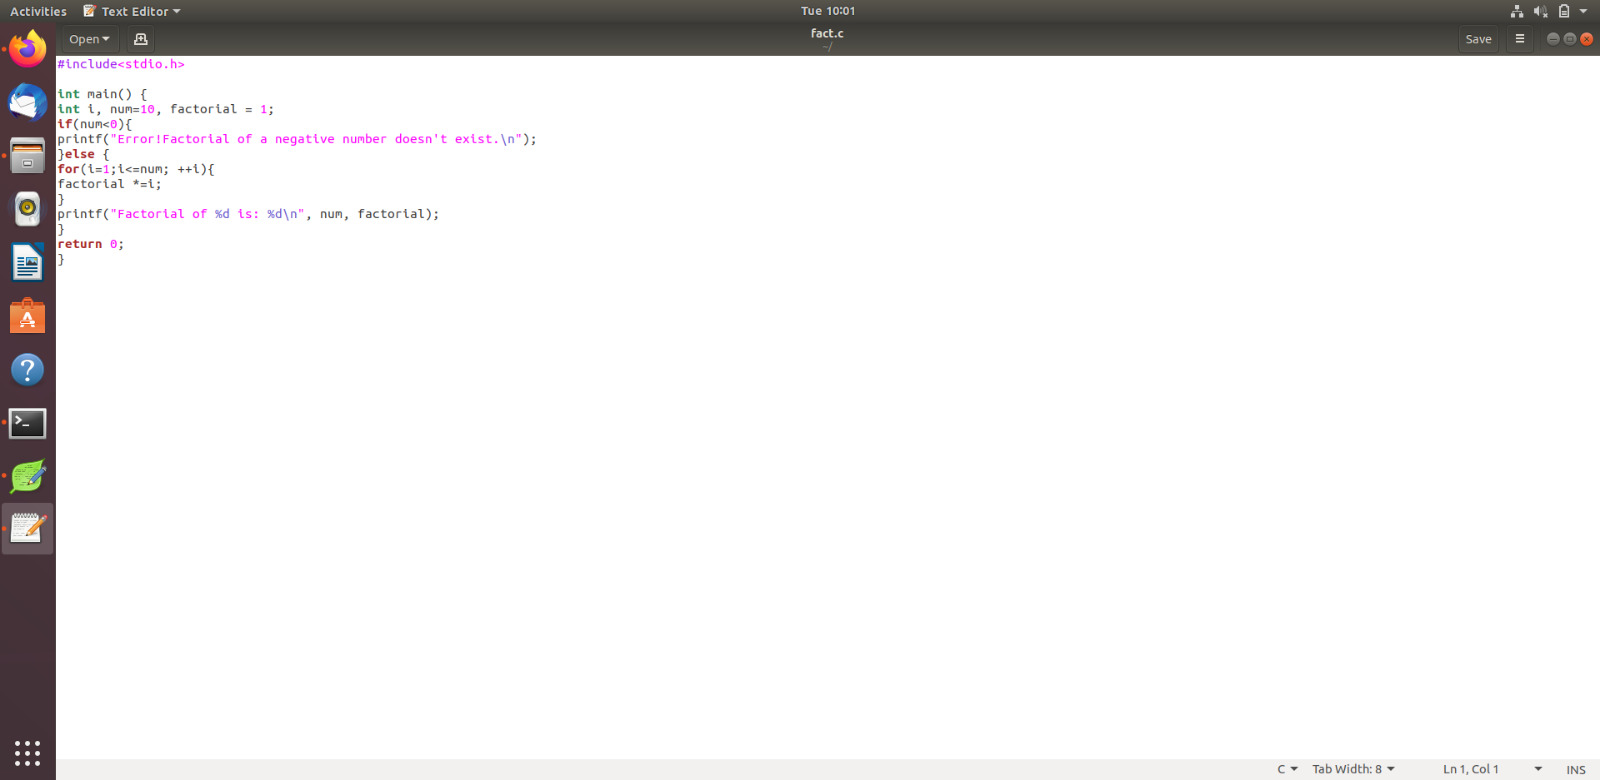 Activities Text Editor Tue 10:01
Open fact.c Save
~/
#include<stdio.h>

int main() {
int i, num=10, factorial = 1;
if(num<0){
printf("Error!Factorial of a negative number doesn't exist.\n");
}else {
for(i=1;i<=num; ++i){
factorial *=i;
}
printf("Factorial of %d is: %d\n", num, factorial);
}
return 0;
}
C Tab Width: 8 Ln 1, Col 1 INS